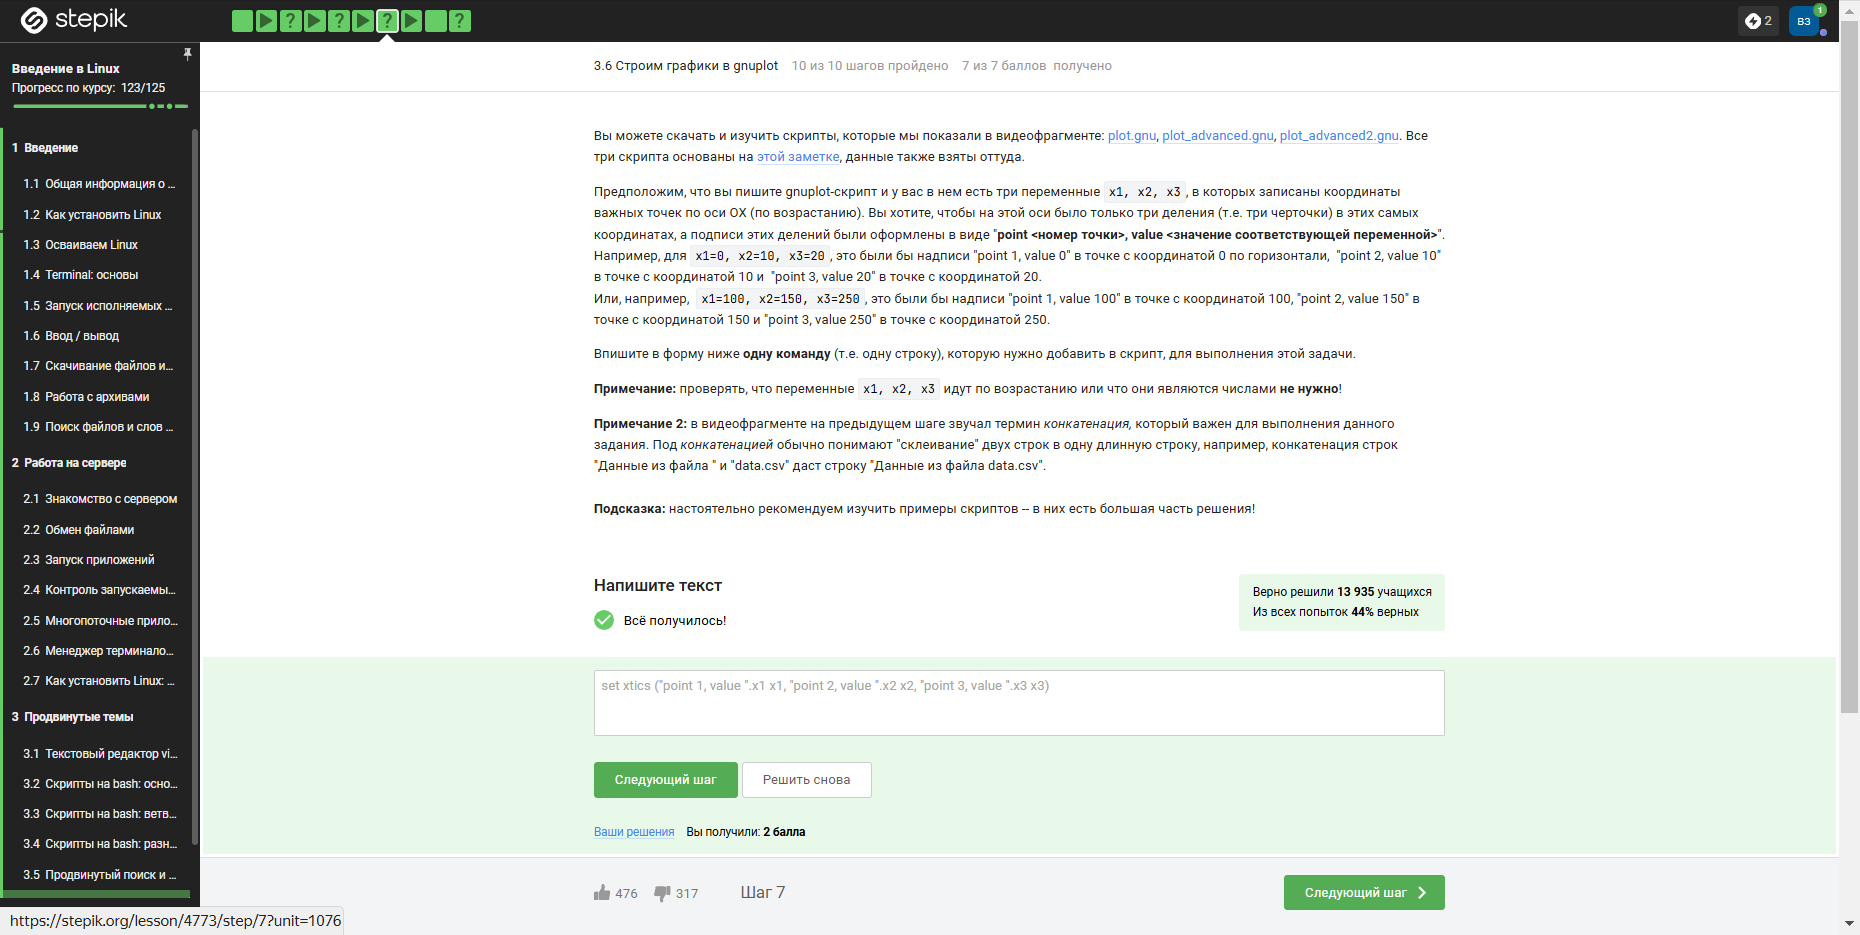 stepik
? ? ? ?
2
ВЗ
1
Введение в Linux
Прогресс по курсу: 123/125
1 Введение
1.1 Общая информация о ...
1.2 Как установить Linux
1.3 Осваиваем Linux
1.4 Terminal: основы
1.5 Запуск исполняемых ...
1.6 Ввод / вывод
1.7 Скачивание файлов и...
1.8 Работа с архивами
1.9 Поиск файлов и слов ...
2 Работа на сервере
2.1 Знакомство с сервером
2.2 Обмен файлами
2.3 Запуск приложений
2.4 Контроль запускаемы...
2.5 Многопоточные прило...
2.6 Менеджер терминало...
2.7 Как установить Linux: ...
3 Продвинутые темы
3.1 Текстовый редактор vi...
3.2 Скрипты на bash: осно...
3.3 Скрипты на bash: ветв...
3.4 Скрипты на bash: разн...
3.5 Продвинутый поиск и ...
https://stepik.org/lesson/4773/step/7?unit=1076
3.6 Строим графики в gnuplot 10 из 10 шагов пройдено 7 из 7 баллов получено
Вы можете скачать и изучить скрипты, которые мы показали в видеофрагменте: plot.gnu, plot_advanced.gnu, plot_advanced2.gnu. Все
три скрипта основаны на этой заметке, данные также взяты оттуда.
Предположим, что вы пишите gnuplot-скрипт и у вас в нем есть три переменные x1, x2, x3, в которых записаны координаты
важных точек по оси OX (по возрастанию). Вы хотите, чтобы на этой оси было только три деления (т.е. три черточки) в этих самых
координатах, а подписи этих делений были оформлены в виде "point <номер точки>, value <значение соответствующей переменной>".
Например, для x1=0, x2=10, x3=20, это были бы надписи "point 1, value 0" в точке с координатой 0 по горизонтали, "point 2, value 10"
в точке с координатой 10 и "point 3, value 20" в точке с координатой 20.
Или, например, x1=100, x2=150, x3=250, это были бы надписи "point 1, value 100" в точке с координатой 100, "point 2, value 150" в
точке с координатой 150 и "point 3, value 250" в точке с координатой 250.
Впишите в форму ниже одну команду (т.е. одну строку), которую нужно добавить в скрипт, для выполнения этой задачи.
Примечание: проверять, что переменные x1, x2, x3 идут по возрастанию или что они являются числами не нужно!
Примечание 2: в видеофрагменте на предыдущем шаге звучал термин конкатенация, который важен для выполнения данного
задания. Под конкатенацией обычно понимают "склеивание" двух строк в одну длинную строку, например, конкатенация строк
"Данные из файла " и "data.csv" даст строку "Данные из файла data.csv".
Подсказка: настоятельно рекомендуем изучить примеры скриптов -- в них есть большая часть решения!
Напишите текст
Всё получилось!
Верно решили 13 935 учащихся
Из всех попыток 44% верных
set xtics ("point 1, value ".x1 x1, "point 2, value ".x2 x2, "point 3, value ".x3 x3)
Следующий шаг
Решить снова
Ваши решения Вы получили: 2 балла
476 317 Шаг 7
Следующий шаг